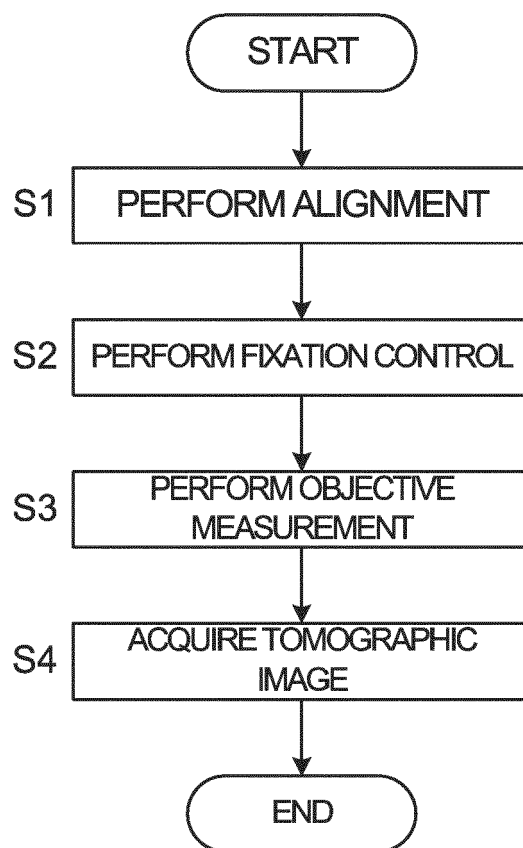 START
S1
PERFORM ALIGNMENT
S2
PERFORM FIXATION CONTROL
S3
PERFORM OBJECTIVE
MEASUREMENT
S4
ACQUIRE TOMOGRAPHIC
IMAGE
END